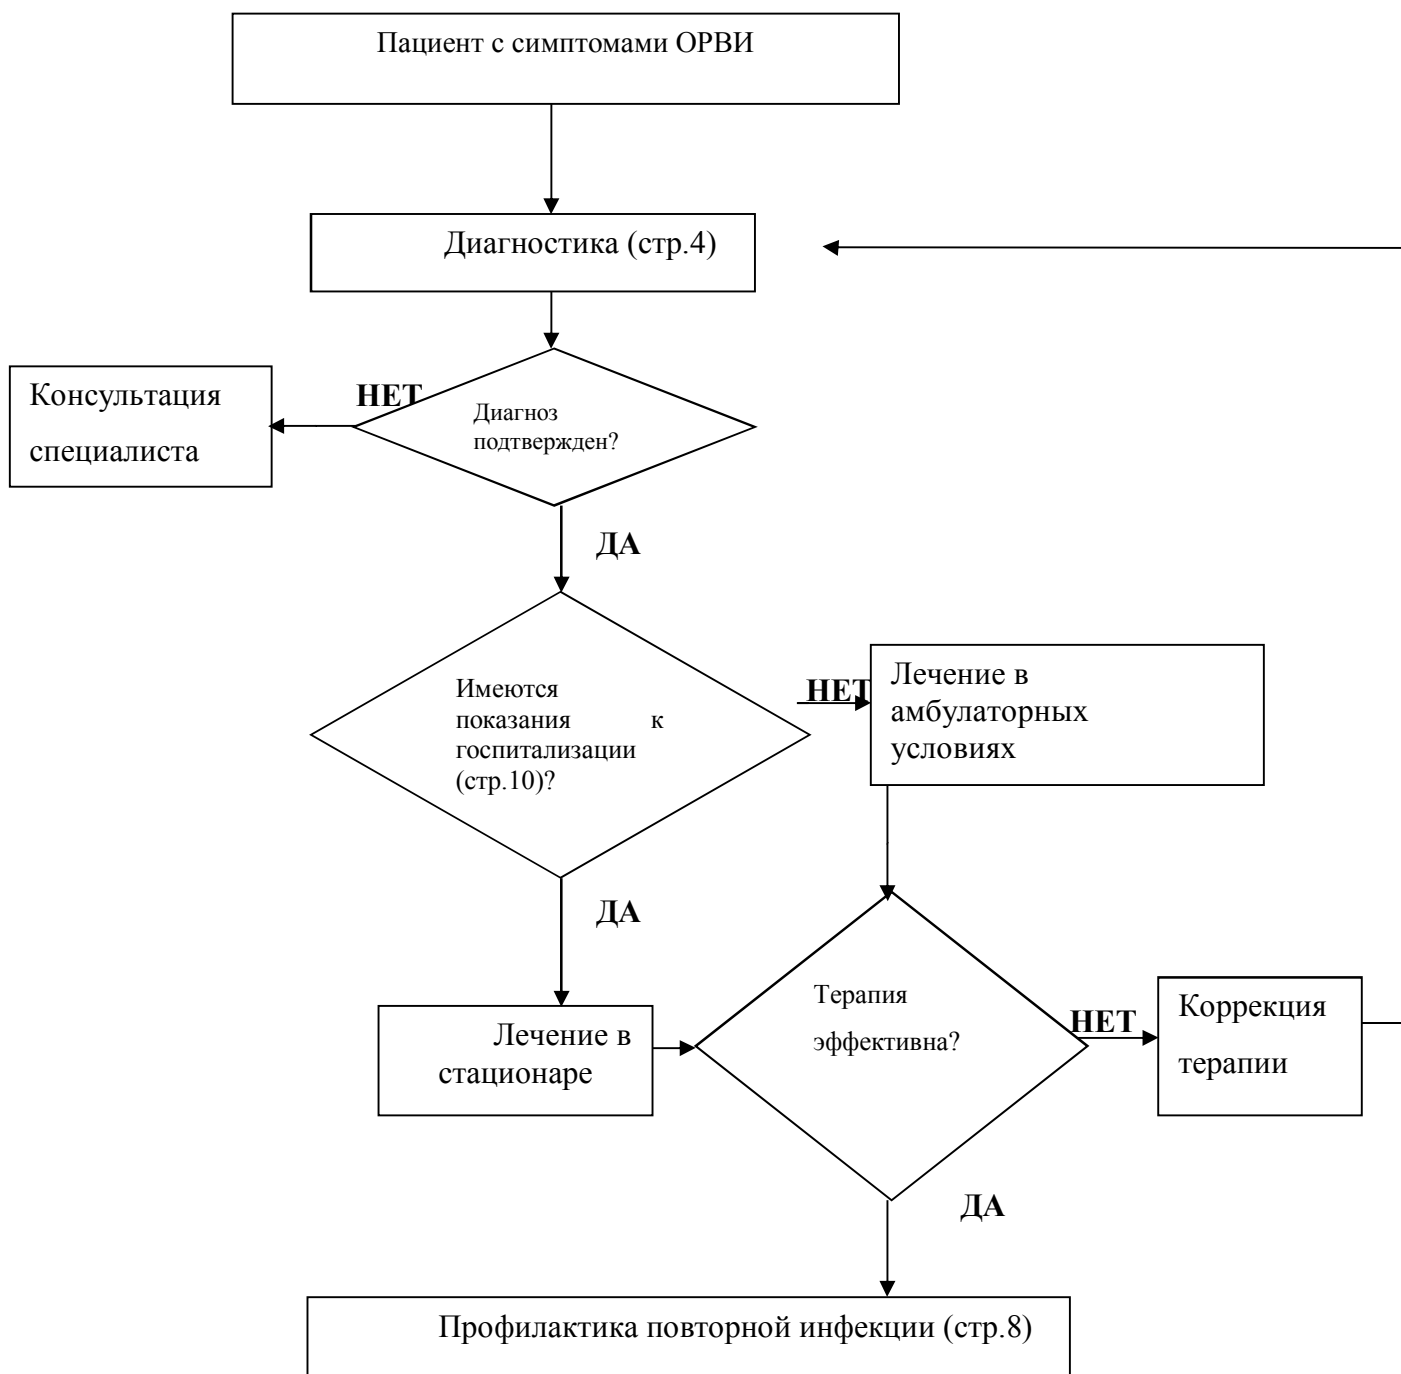 Пациент с симптомами ОРВИ
Диагностика (стр.4)
Консультация
специалиста
НЕТ
Диагноз
подтвержден?
ДА
Имеются
показания к
госпитализации
(стр.10)?
НЕТ
Лечение в
амбулаторных
условиях
ДА
Лечение в
стационаре
Терапия
эффективна?
НЕТ
Коррекция
терапии
ДА
Профилактика повторной инфекции (стр.8)